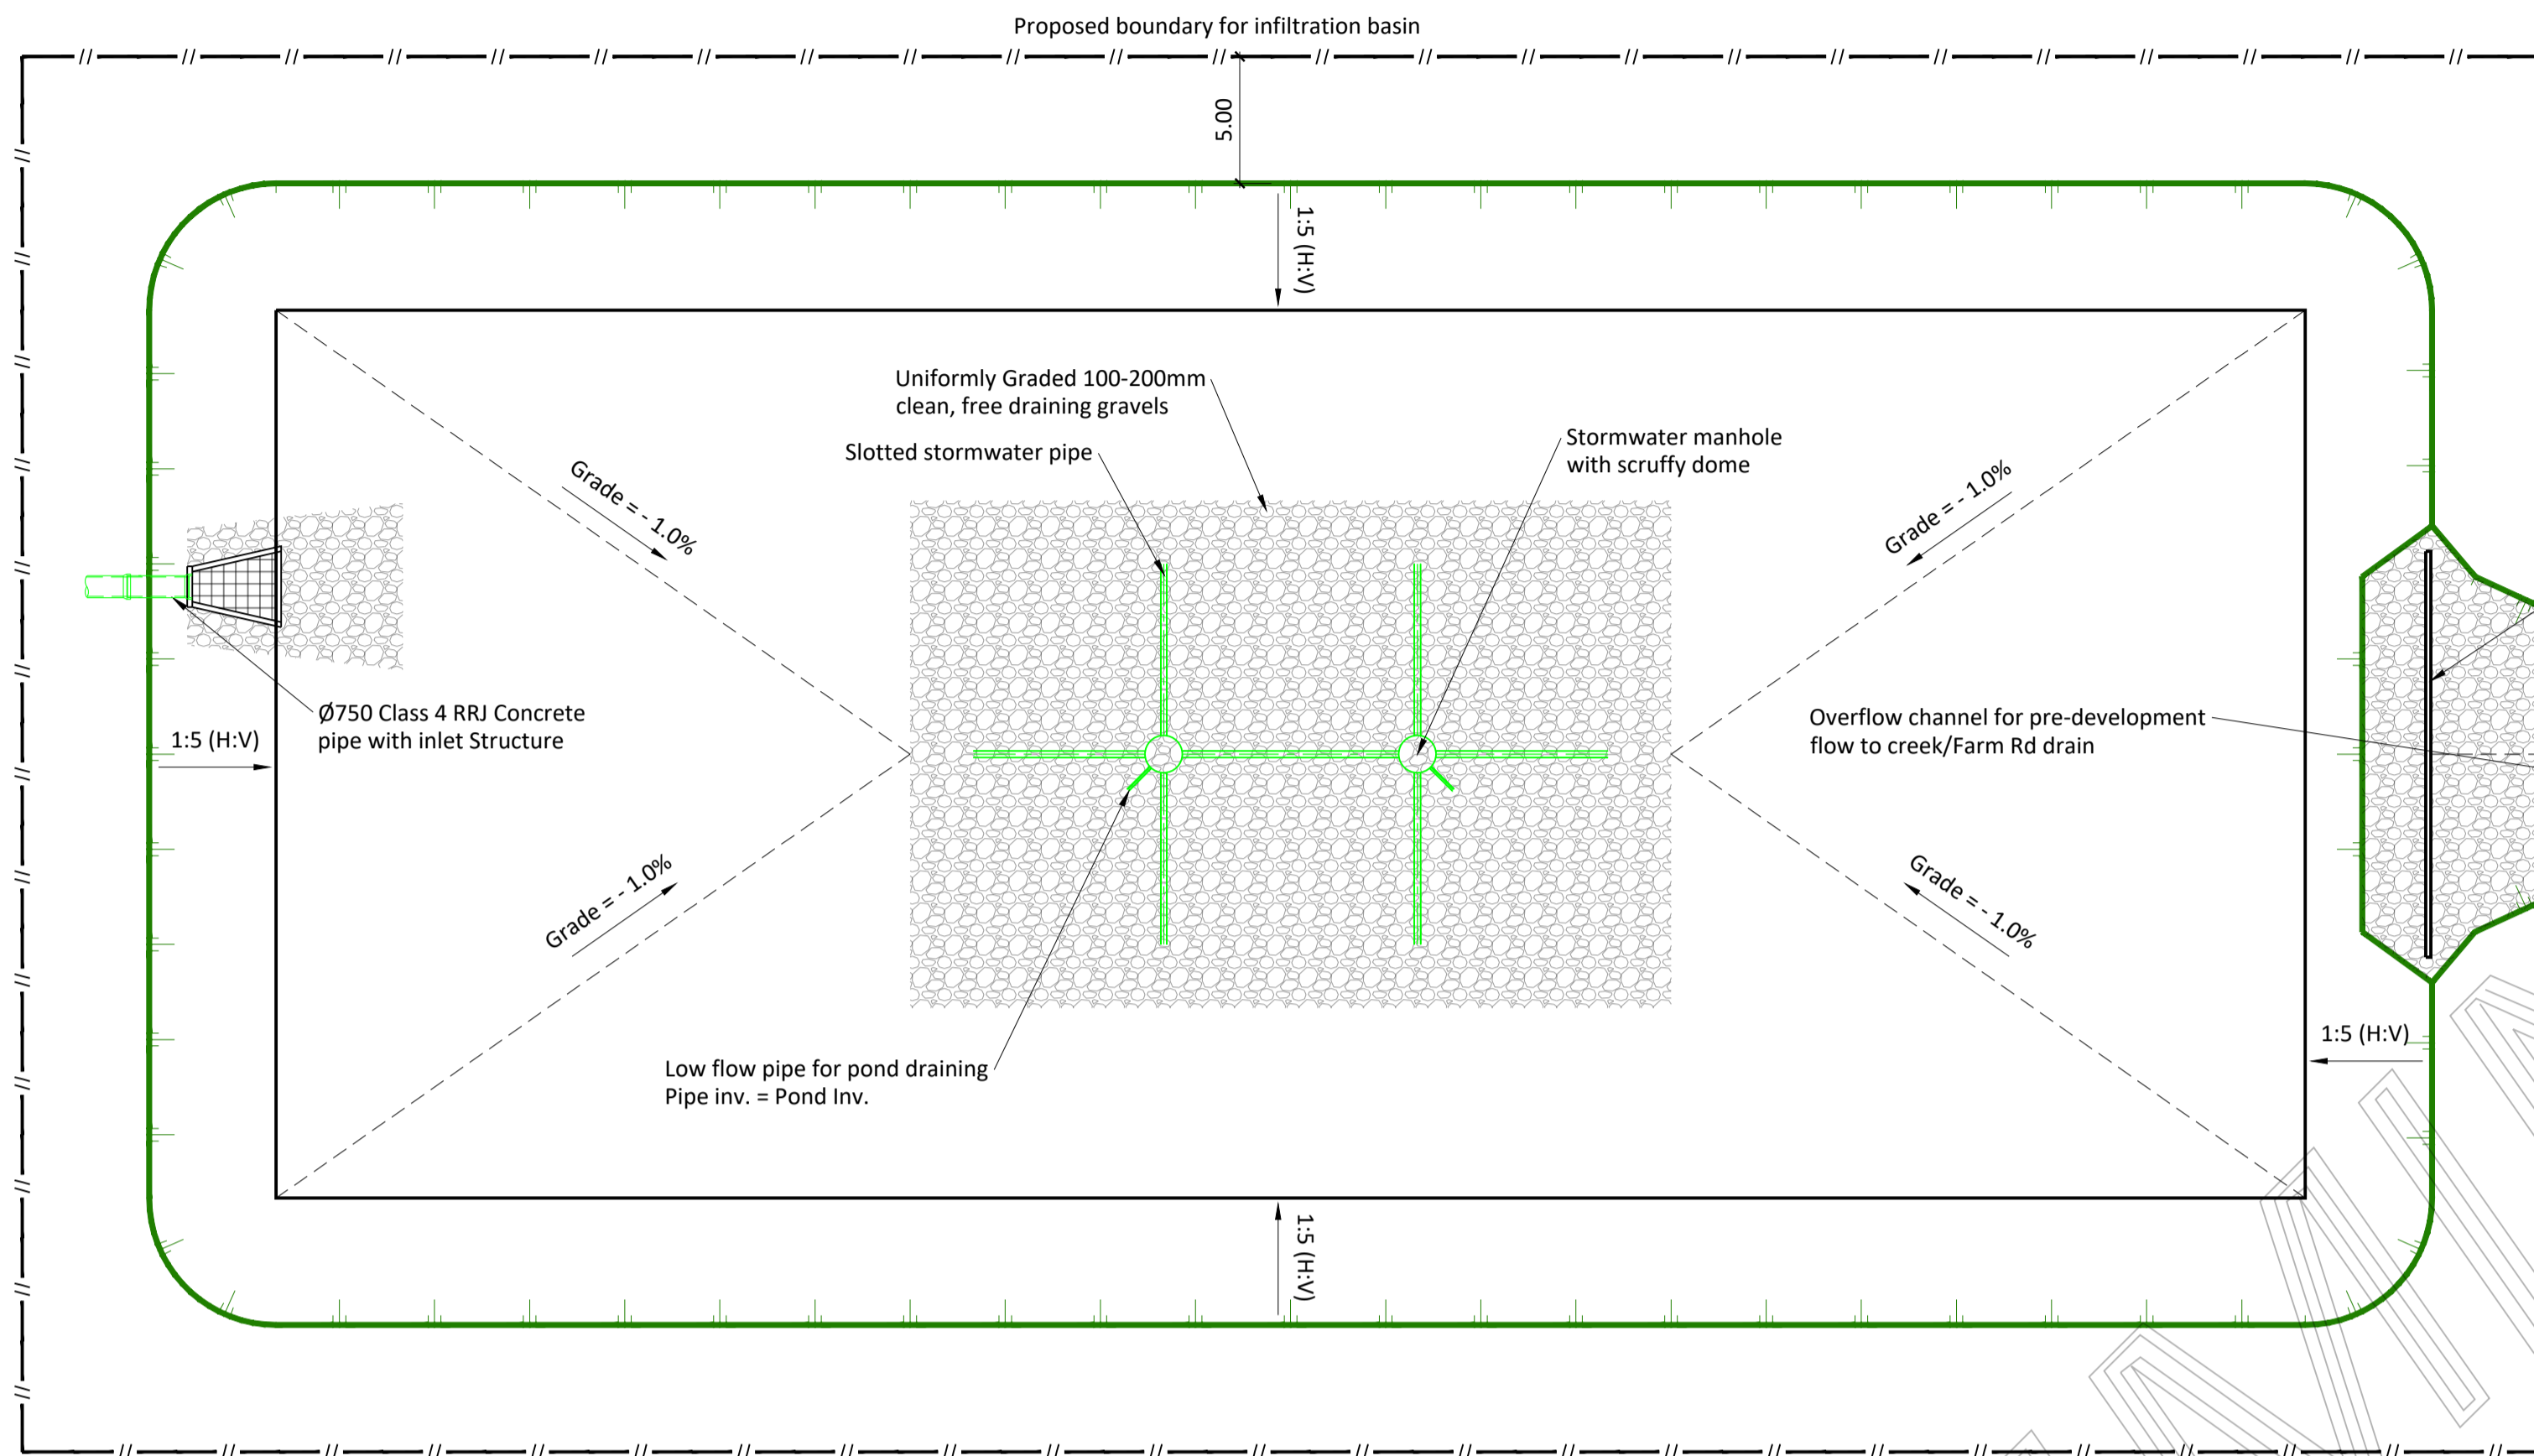 Proposed boundary for infiltration basin
5.00
1:5 (H:V)
Uniformly Graded 100-200mm
clean, free draining gravels
Slotted stormwater pipe
Stormwater manhole
with scruffy dome
Grade = - 1.0%
Grade = - 1.0%
Ø750 Class 4 RRJ Concrete
pipe with inlet Structure
1:5 (H:V)
Overflow channel for pre-development
flow to creek/Farm Rd drain
Grade = - 1.0%
Grade = - 1.0%
Low flow pipe for pond draining
Pipe inv. = Pond Inv.
1:5 (H:V)
1:5 (H:V)